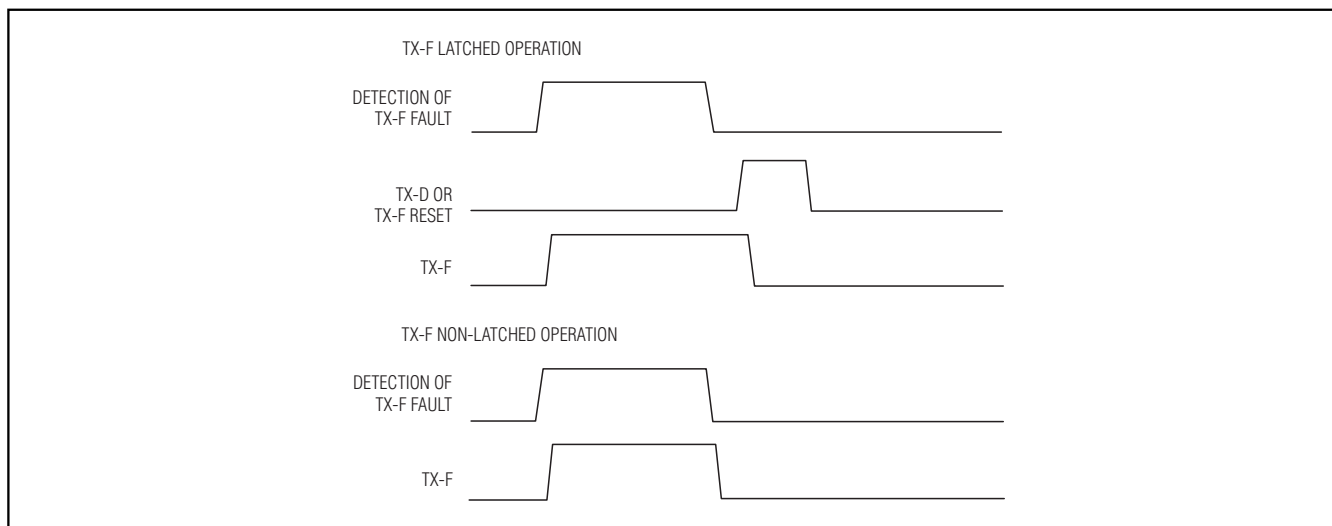 TX-F LATCHED OPERATION
DETECTION OF
TX-F FAULT
TX-D OR
TX-F RESET
TX-F
TX-F NON-LATCHED OPERATION
DETECTION OF
TX-F FAULT
TX-F